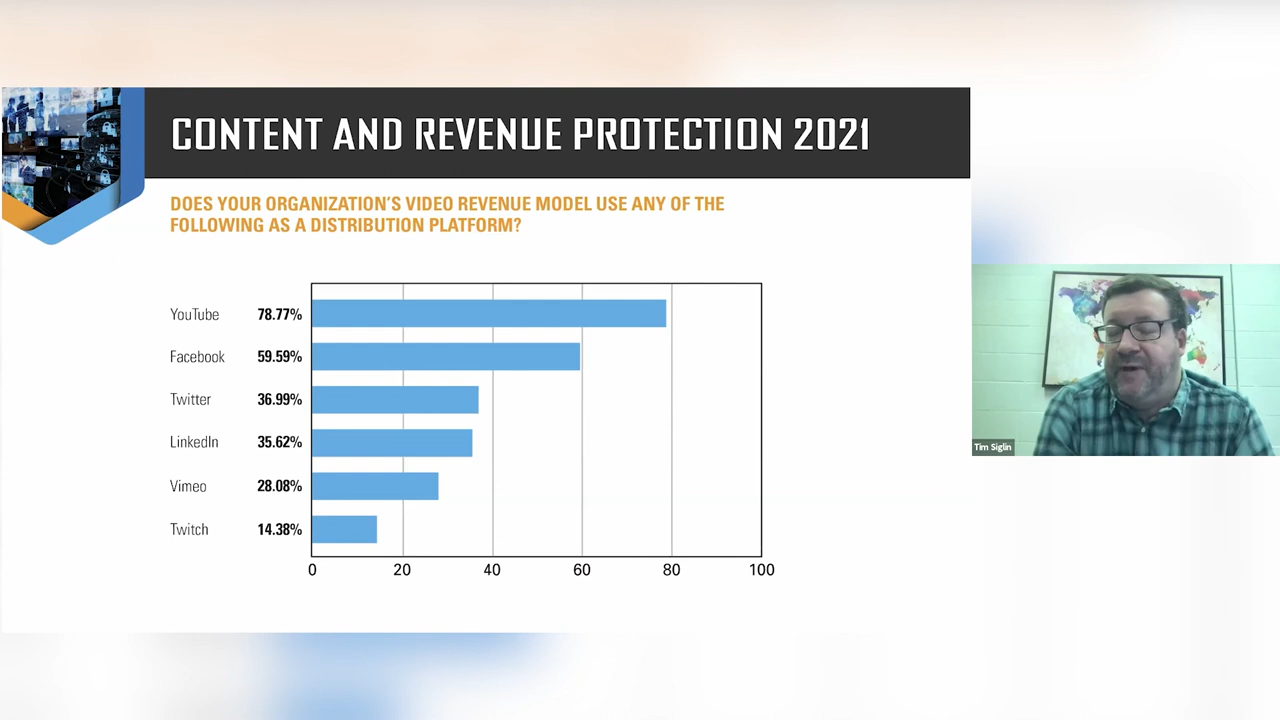 CONTENT AND REVENUE PROTECTION 2021
DOES YOUR ORGANIZATION'S VIDEO REVENUE MODEL USE ANY OF THE
FOLLOWING AS A DISTRIBUTION PLATFORM?
YouTube 78.77%
Facebook 59.59%
Twitter 36.99%
LinkedIn 35.62%
Vimeo 28.08%
Twitch 14.38%
0 20 40 60 80 100
Tim Siglin